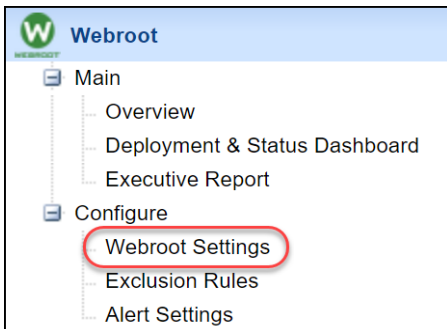 W
WEBROOT
Webroot
Main
Overview
Deployment & Status Dashboard
Executive Report
Configure
Webroot Settings
Exclusion Rules
Alert Settings